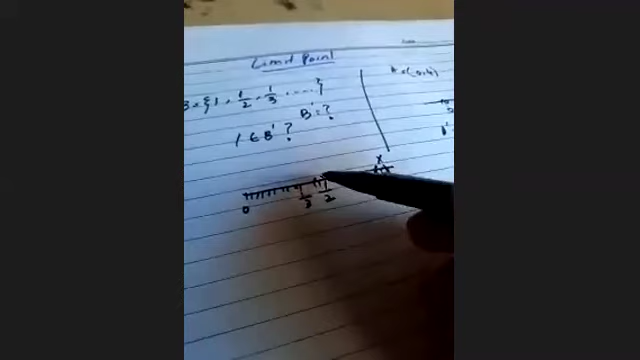 Limit Point
B = {1, 1/2, 1/3, ....}
B' = ?
1 ∈ B' ?
0 1/3 1/2